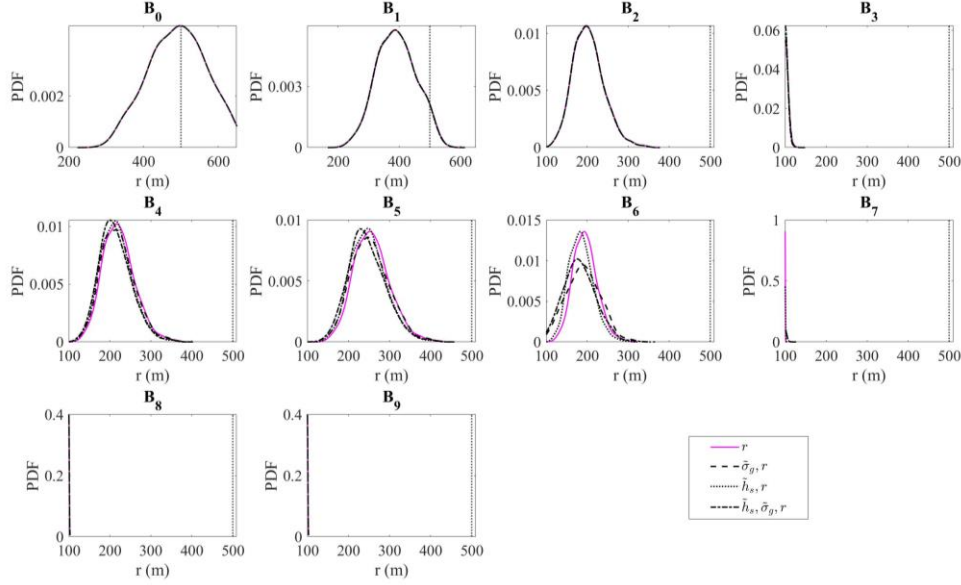 B0
B1
B2
B3
PDF
0.002
0
200
400
600
r (m)
PDF
0.003
0
200
400
600
r (m)
PDF
0.01
0.005
0
100
200
300
400
500
r (m)
PDF
0.06
0.04
0.02
0
100
200
300
400
500
r (m)
B4
B5
B6
B7
PDF
0.01
0.005
0
100
200
300
400
500
r (m)
PDF
0.01
0.005
0
100
200
300
400
500
r (m)
PDF
0.015
0.01
0.005
0
100
200
300
400
500
r (m)
PDF
1
0.5
0
100
200
300
400
500
r (m)
B8
B9
PDF
0.4
0.2
0
100
200
300
400
500
r (m)
PDF
0.4
0.2
0
100
200
300
400
500
r (m)
r
σ̃g, r
h̃s, r
h̃s, σ̃g, r